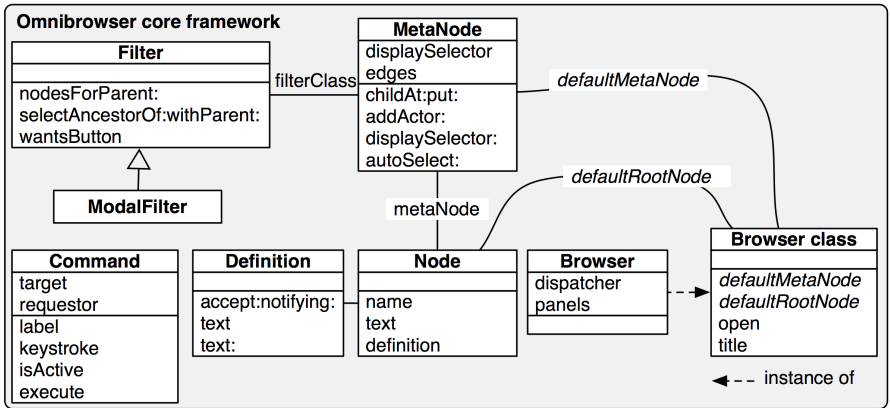 Omnibrowser core framework
Filter
nodesForParent:
selectAncestorOf:withParent:
wantsButton
filterClass
MetaNode
displaySelector
edges
childAt:put:
addActor:
displaySelector:
autoSelect:
defaultMetaNode
ModalFilter
metaNode
defaultRootNode
Command
target
requestor
label
keystroke
isActive
execute
Definition
accept:notifying:
text
text:
Node
name
text
definition
Browser
dispatcher
panels
Browser class
defaultMetaNode
defaultRootNode
open
title
instance of